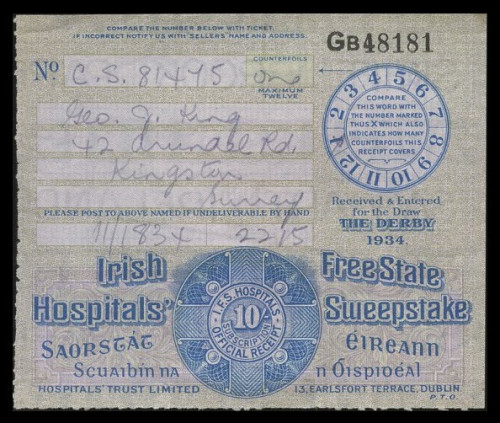 COMPARE THE NUMBER BELOW WITH TICKET.
IF INCORRECT NOTIFY US WITH "SELLERS" NAME AND ADDRESS.
GB48181
COUNTERFOILS
No C.S. 81475 one
MAXIMUM
TWELVE
Geo. J. King
42 Arundel Rd.
Kingston
Surrey
PLEASE POST TO ABOVE NAMED IF UNDELIVERABLE BY HAND
2215
1 2 3 4 5 6 7 8 9 10 11 12
COMPARE
THIS WORD WITH
THE NUMBER MARKED
THUS X WHICH ALSO
INDICATES HOW MANY
COUNTERFOILS THIS
RECEIPT COVERS
Received & Entered
for the Draw
THE DERBY
1934
Irish Free State
Hospitals' Sweepstake
I.F.S. HOSPITALS
10/-
SUBSCRIPTION
OFFICIAL RECEIPT
SAORSTÁT ÉIREANN
SCUAIBÍN NA n OISPIDÉAL
HOSPITALS' TRUST LIMITED 13, EARLSFORT TERRACE, DUBLIN
P.T.O.